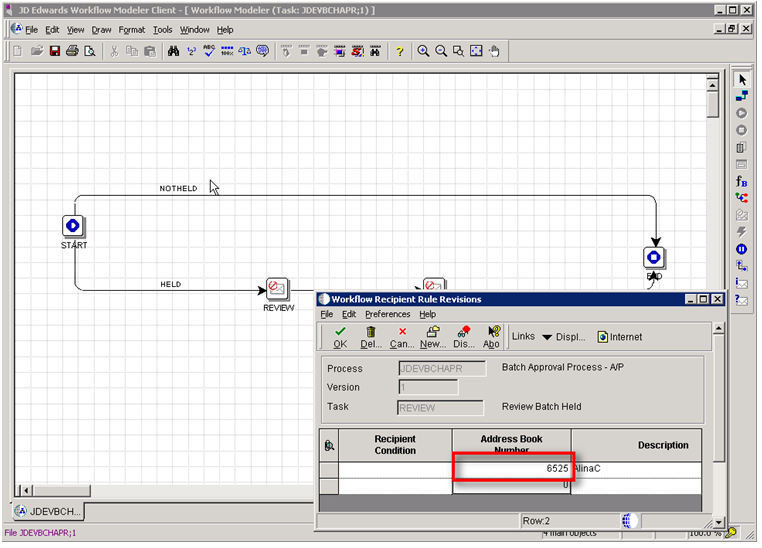 JD Edwards Workflow Modeler Client - [ Workflow Modeler (Task: JDEVBCHAPR;1) ]
File Edit View Draw Format Tools Window Help
NOTHELD
START
HELD
REVIEW
Workflow Recipient Rule Revisions
File Edit Preferences Help
OK Del... Can... New... Dis... Abo Links Displ... Internet
Process JDEVBCHAPR Batch Approval Process - A/P
Version 1
Task REVIEW Review Batch Held
Recipient Condition Address Book Number Description
6525 AlinaC
0
Row:2
JDEVBC...
File JDEVBCHAPR;1 4 main objects 100.0 %